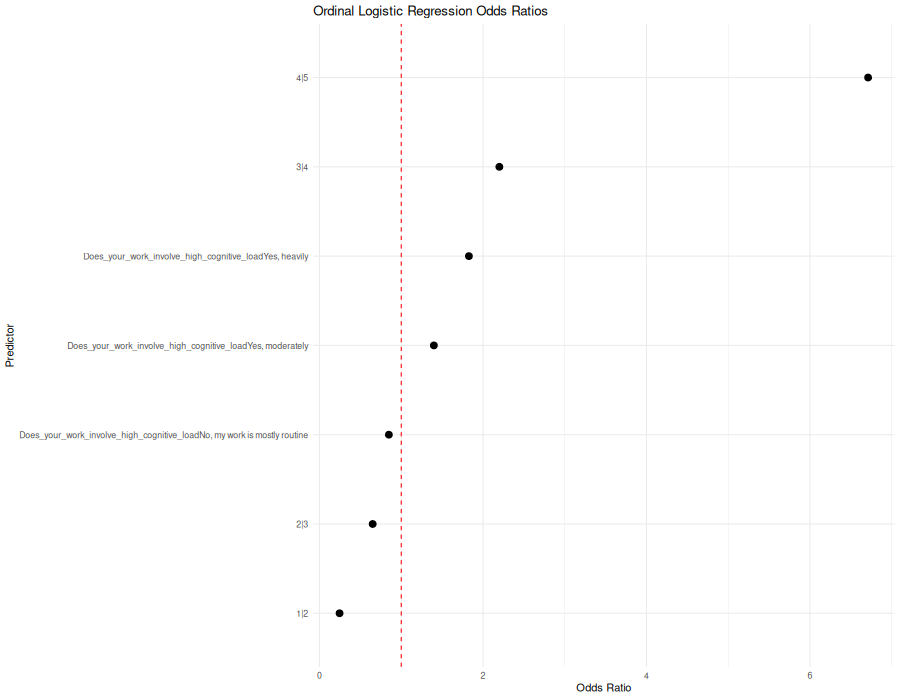 Ordinal Logistic Regression Odds Ratios
4|5
3|4
Does_your_work_involve_high_cognitive_loadYes, heavily
Does_your_work_involve_high_cognitive_loadYes, moderately
Does_your_work_involve_high_cognitive_loadNo, my work is mostly routine
2|3
1|2
Predictor
0 2 4 6
Odds Ratio